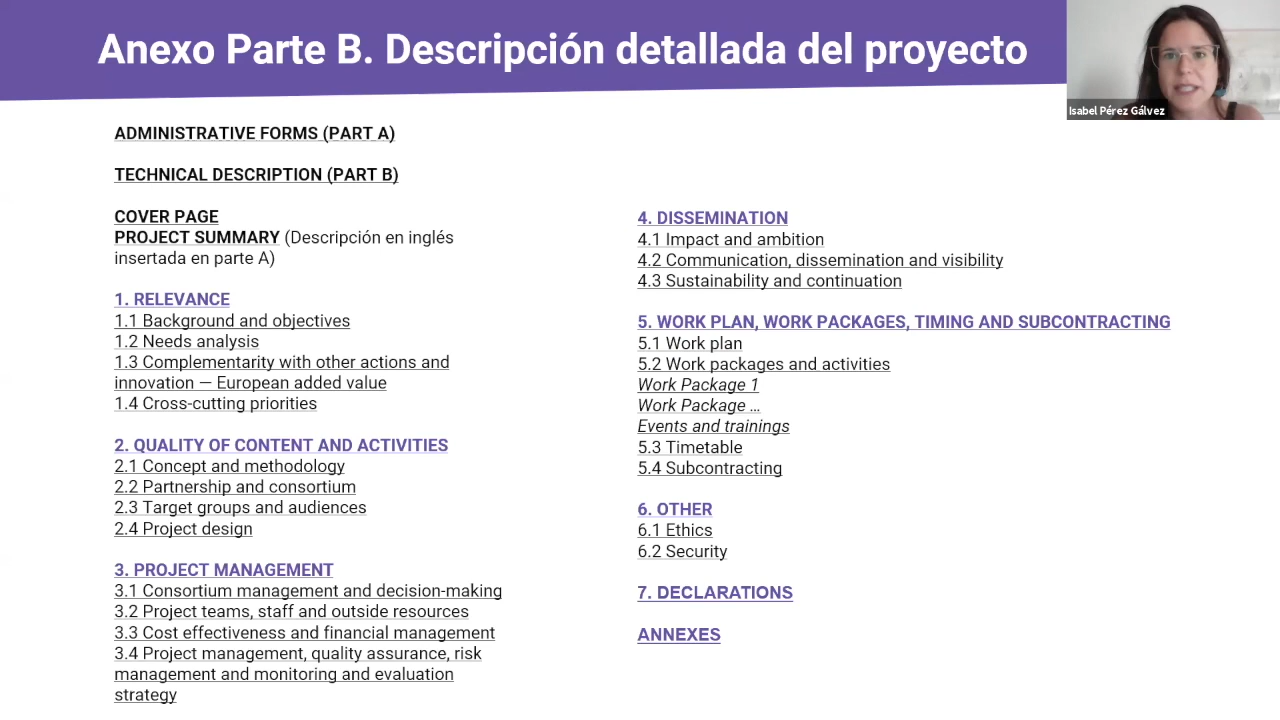 Anexo Parte B. Descripción detallada del proyecto
Isabel Pérez Gálvez
ADMINISTRATIVE FORMS (PART A)
TECHNICAL DESCRIPTION (PART B)
COVER PAGE
PROJECT SUMMARY (Descripción en inglés
insertada en parte A)
1. RELEVANCE
1.1 Background and objectives
1.2 Needs analysis
1.3 Complementarity with other actions and
innovation — European added value
1.4 Cross-cutting priorities
2. QUALITY OF CONTENT AND ACTIVITIES
2.1 Concept and methodology
2.2 Partnership and consortium
2.3 Target groups and audiences
2.4 Project design
3. PROJECT MANAGEMENT
3.1 Consortium management and decision-making
3.2 Project teams, staff and outside resources
3.3 Cost effectiveness and financial management
3.4 Project management, quality assurance, risk
management and monitoring and evaluation
strategy
4. DISSEMINATION
4.1 Impact and ambition
4.2 Communication, dissemination and visibility
4.3 Sustainability and continuation
5. WORK PLAN, WORK PACKAGES, TIMING AND SUBCONTRACTING
5.1 Work plan
5.2 Work packages and activities
Work Package 1
Work Package …
Events and trainings
5.3 Timetable
5.4 Subcontracting
6. OTHER
6.1 Ethics
6.2 Security
7. DECLARATIONS
ANNEXES